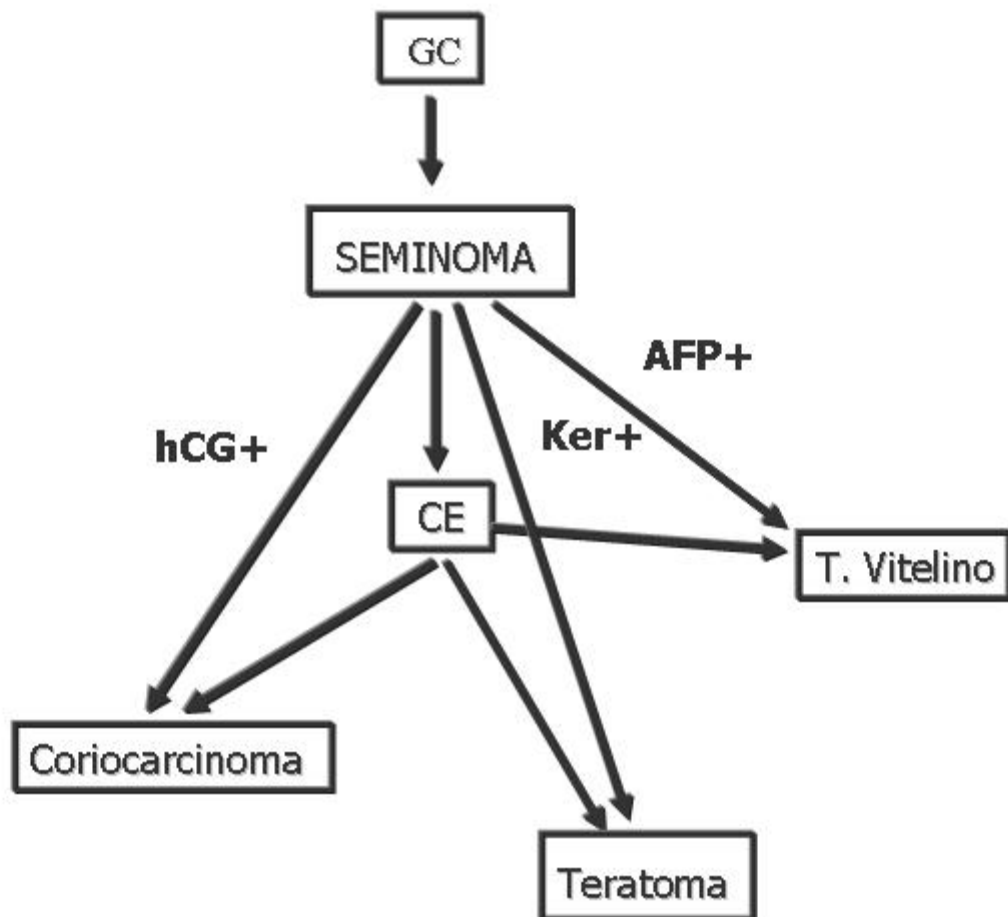 GC
SEMINOMA
AFP+
hCG+
Ker+
CE
T. Vitelino
Coriocarcinoma
Teratoma